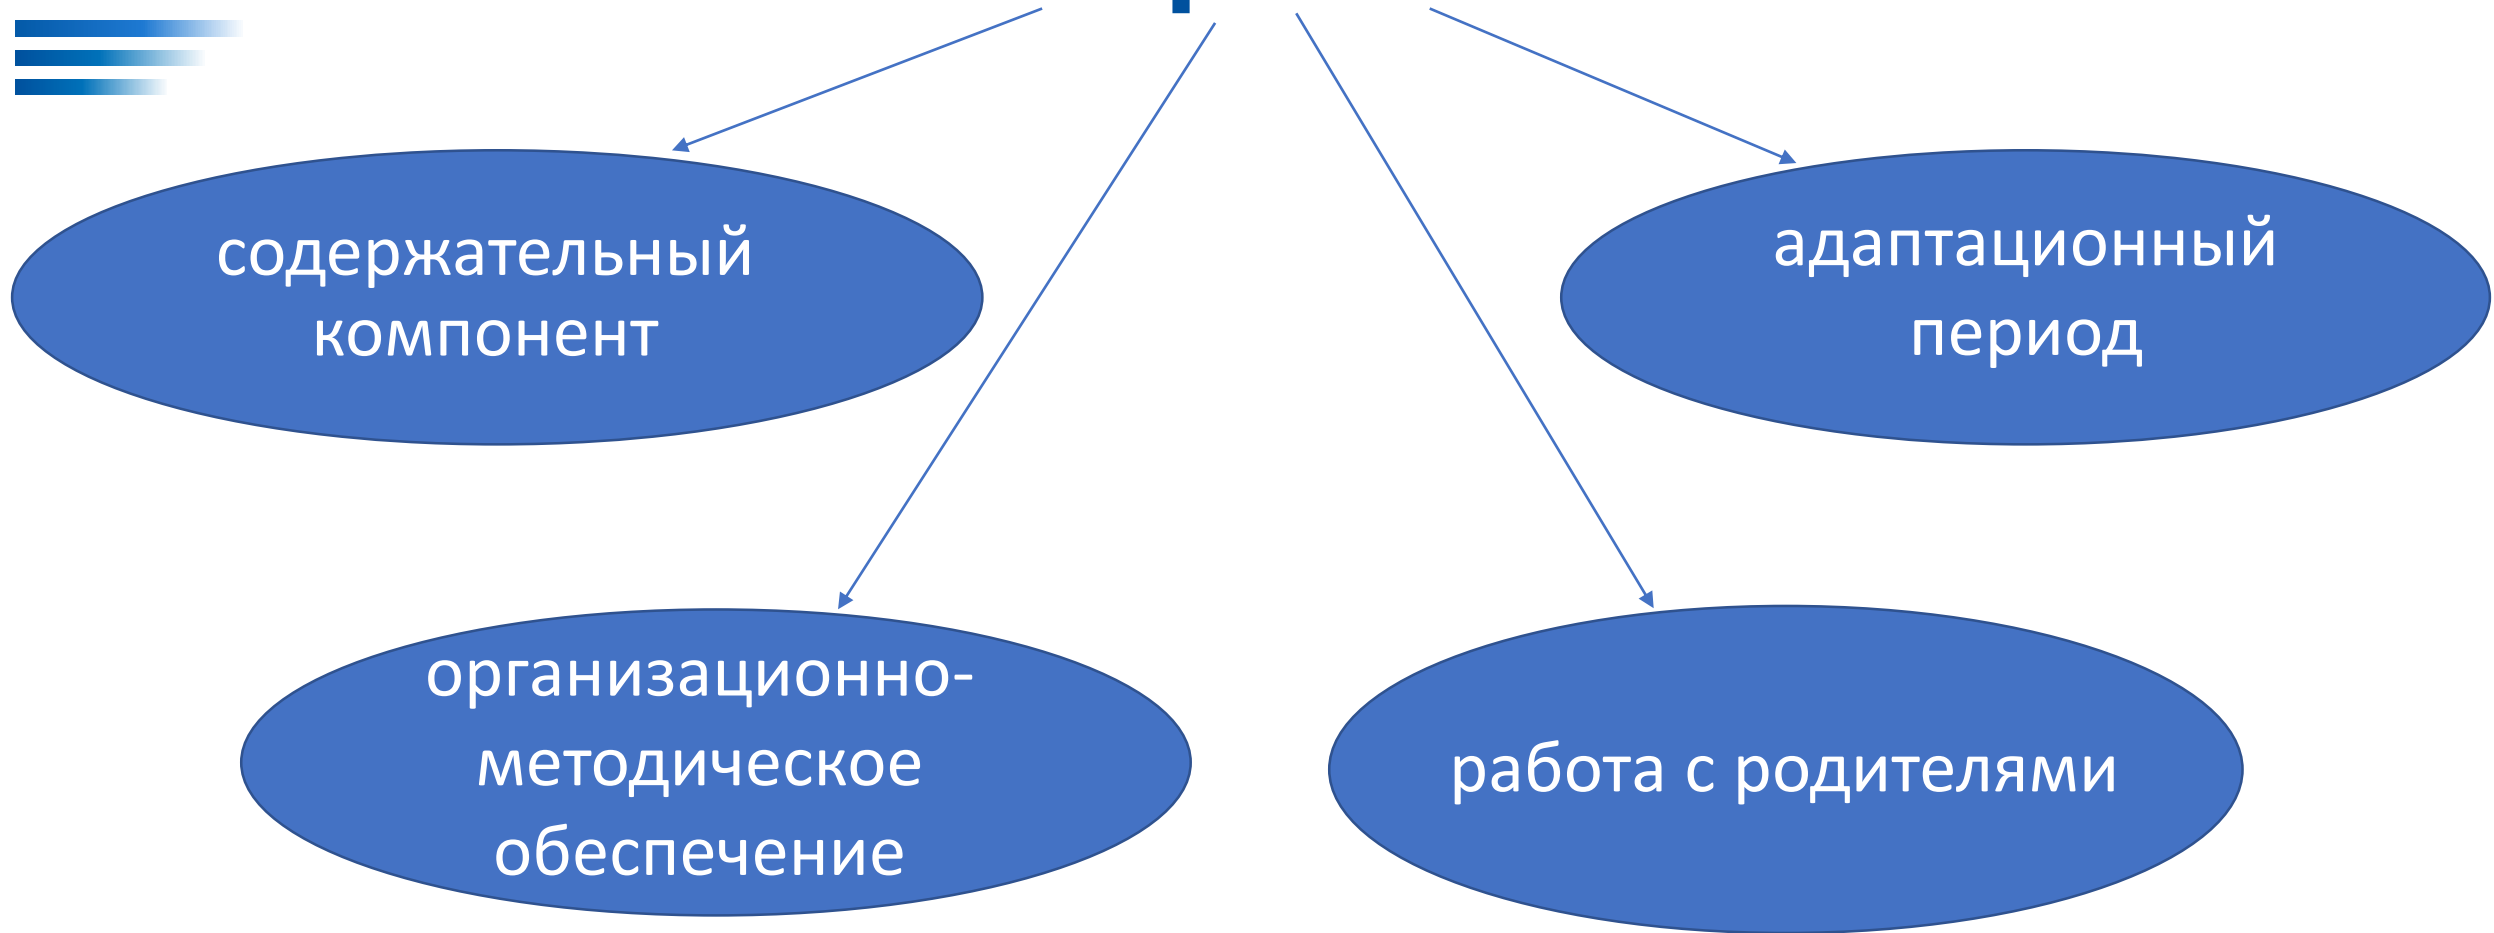 содержательный
компонент
адаптационный
период
организационно-
методическое
обеспечение
работа с родителями